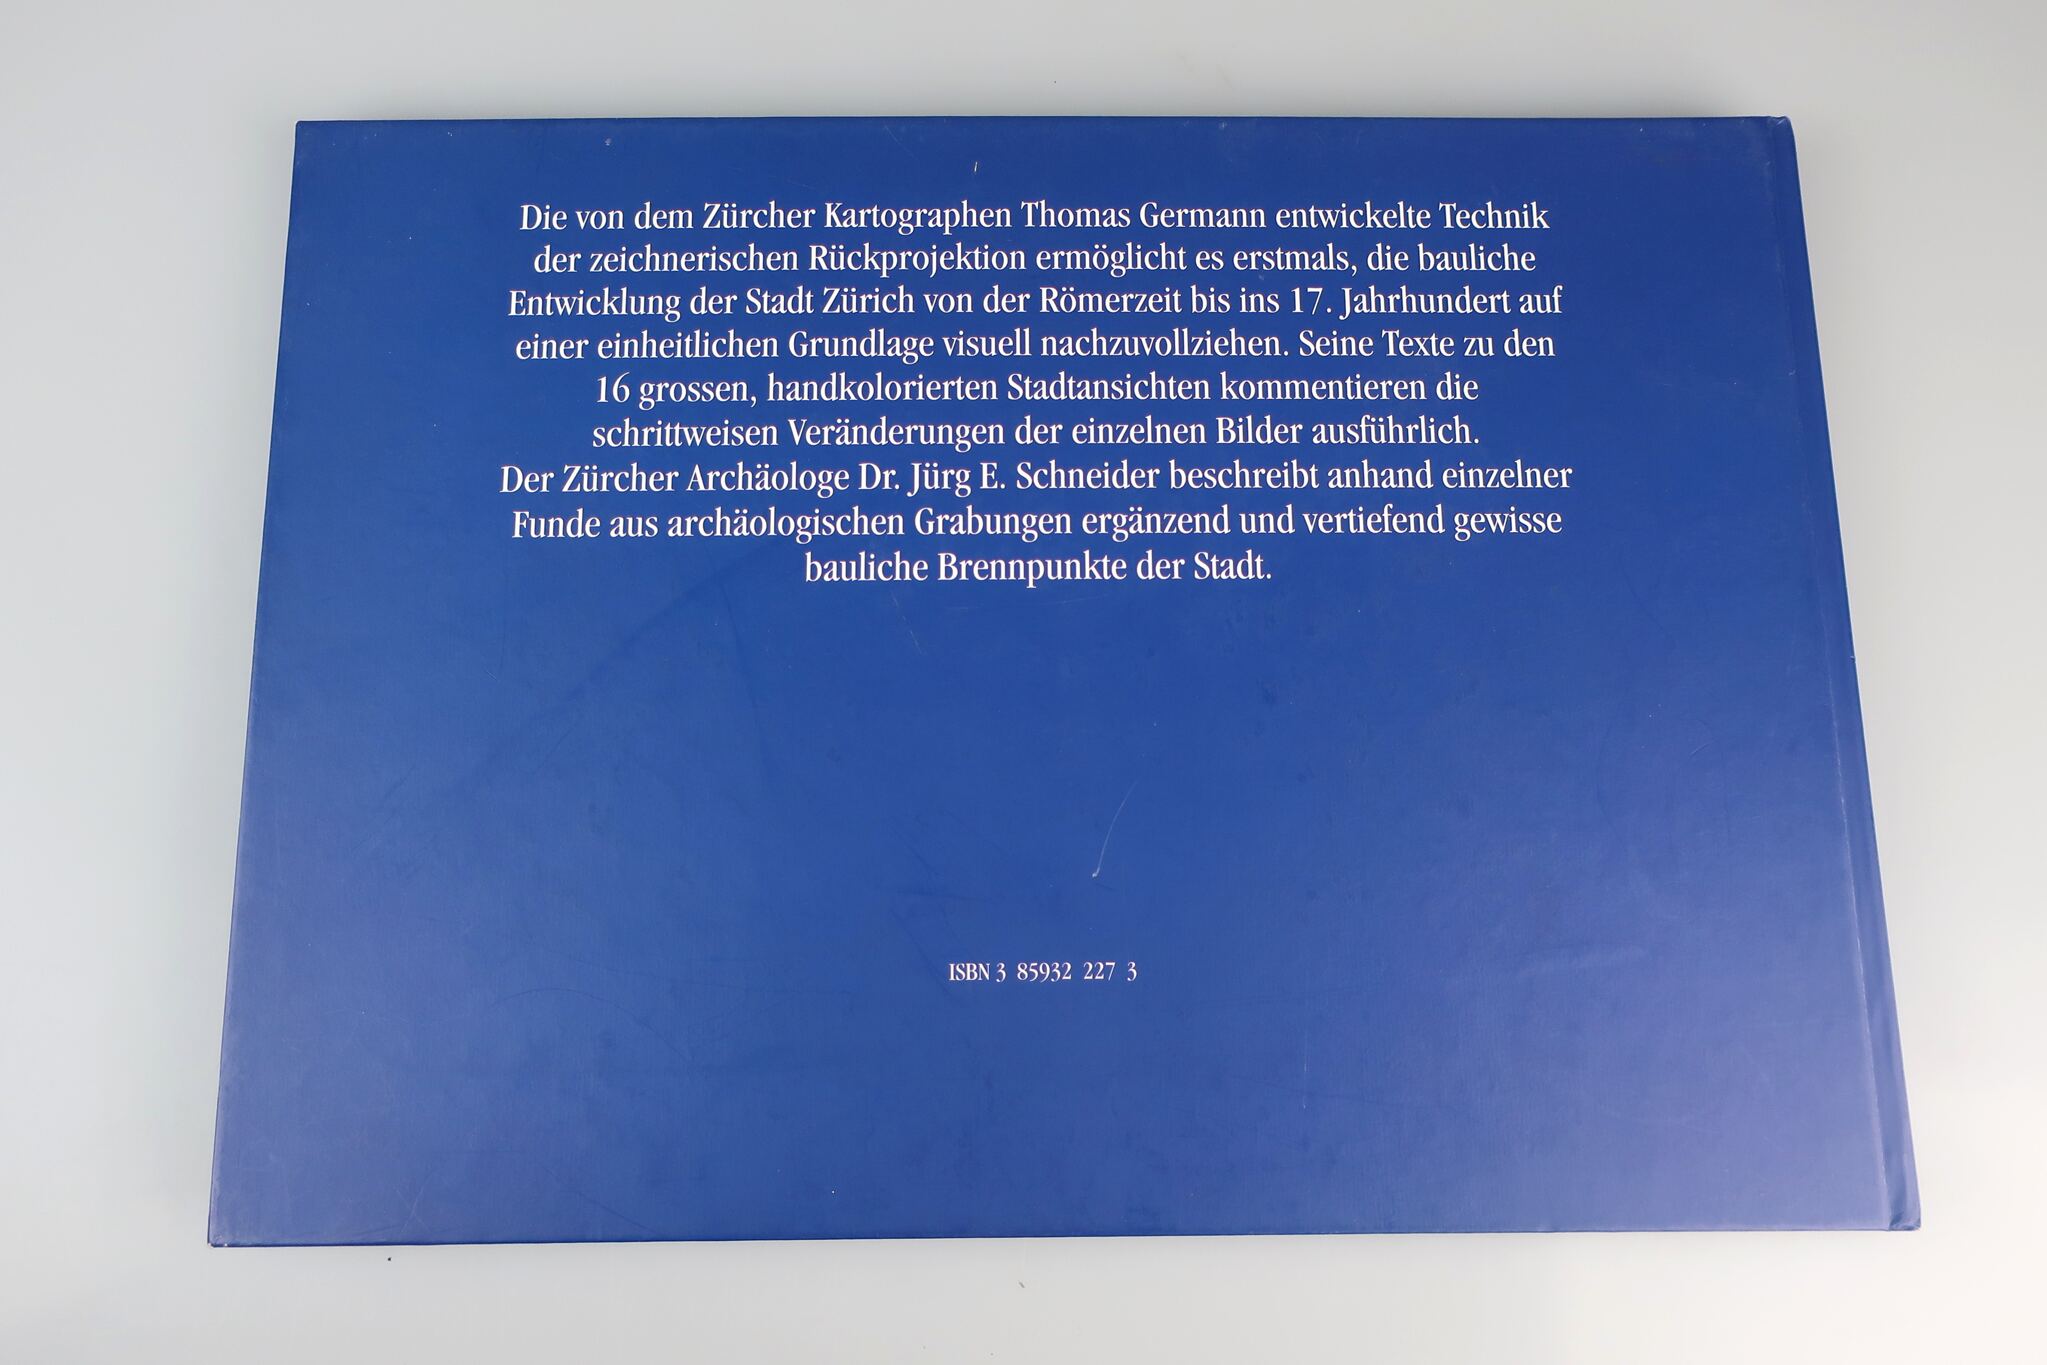 Die von dem Zürcher Kartographen Thomas Germann entwickelte Technik
der zeichnerischen Rückprojektion ermöglicht es erstmals, die bauliche
Entwicklung der Stadt Zürich von der Römerzeit bis ins 17. Jahrhundert auf
einer einheitlichen Grundlage visuell nachzuvollziehen. Seine Texte zu den
16 grossen, handkolorierten Stadtansichten kommentieren die
schrittweisen Veränderungen der einzelnen Bilder ausführlich.
Der Zürcher Archäologe Dr. Jürg E. Schneider beschreibt anhand einzelner
Funde aus archäologischen Grabungen ergänzend und vertiefend gewisse
bauliche Brennpunkte der Stadt.
ISBN 3 85932 227 3